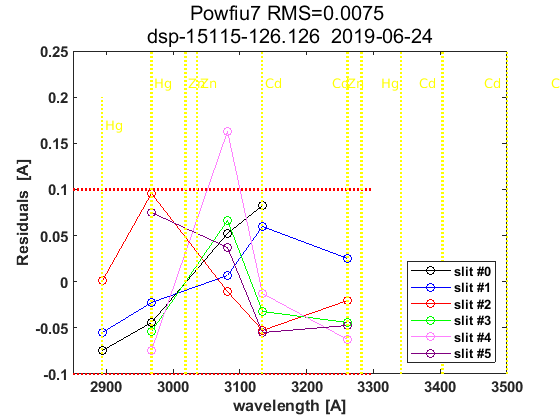 Powfiu7 RMS=0.0075
dsp-15115-126.126  2019-06-24
Residuals [A]
0.25
0.2
0.15
0.1
0.05
0
-0.05
-0.1
Hg
Hg
Zn
Cd
Zn
Hg
Cd
Cd
slit #0
slit #1
slit #2
slit #3
slit #4
slit #5
2900 3000 3100 3200 3300 3400 3500
wavelength [A]